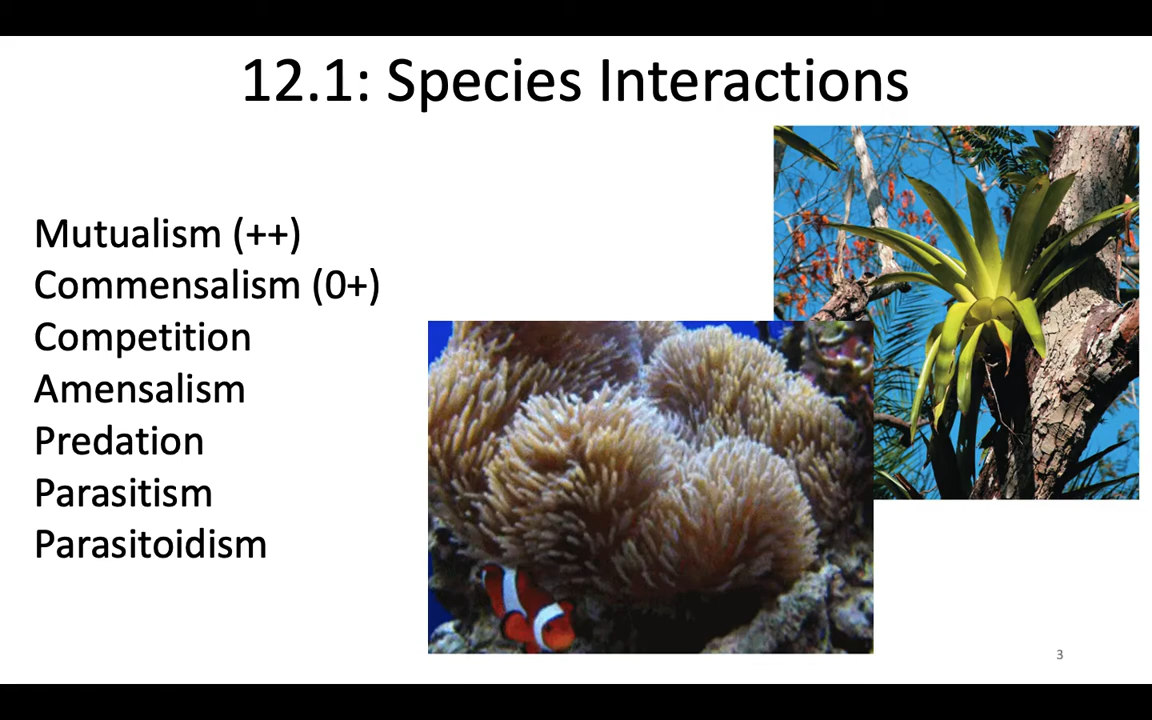 12.1: Species Interactions
Mutualism (++)
Commensalism (0+)
Competition
Amensalism
Predation
Parasitism
Parasitoidism
3